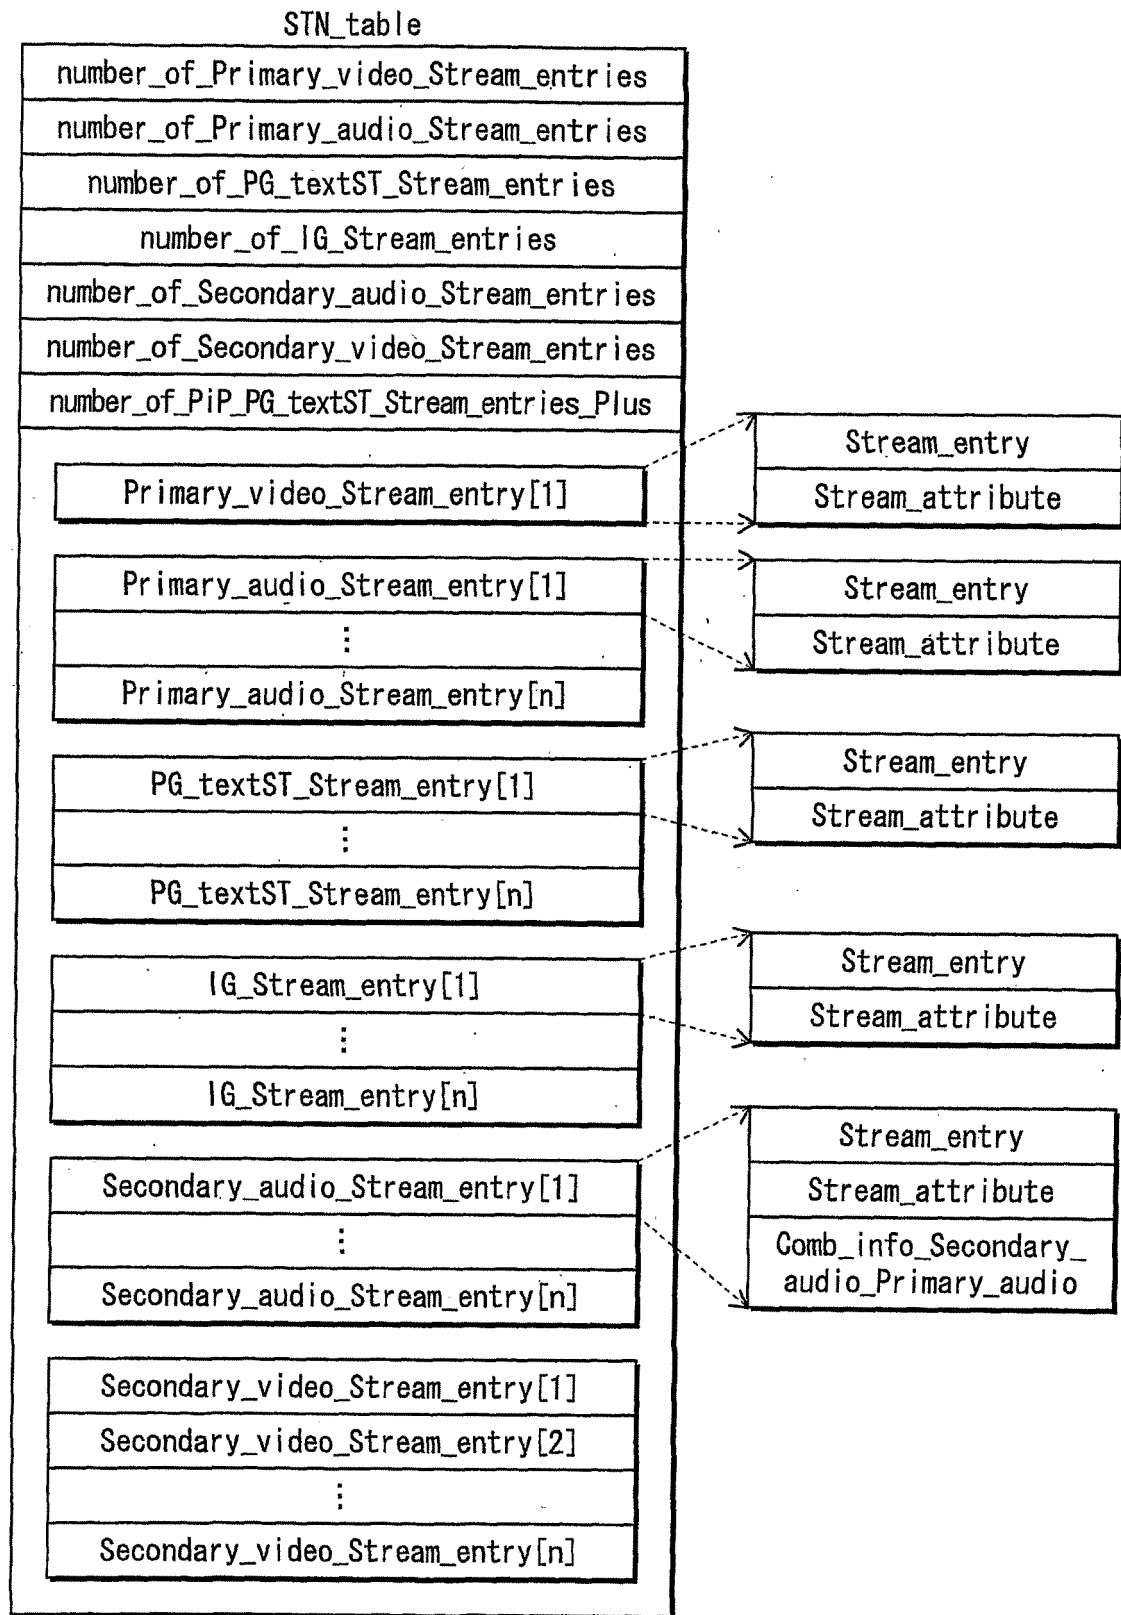 STN_table
number_of_Primary_video_Stream_entries
number_of_Primary_audio_Stream_entries
number_of_PG_textST_Stream_entries
number_of_IG_Stream_entries
number_of_Secondary_audio_Stream_entries
number_of_Secondary_video_Stream_entries
number_of_PiP_PG_textST_Stream_entries_Plus
Primary_video_Stream_entry[1]
Stream_entry
Stream_attribute
Primary_audio_Stream_entry[1]
⋮
Primary_audio_Stream_entry[n]
Stream_entry
Stream_attribute
PG_textST_Stream_entry[1]
⋮
PG_textST_Stream_entry[n]
Stream_entry
Stream_attribute
IG_Stream_entry[1]
⋮
IG_Stream_entry[n]
Stream_entry
Stream_attribute
Secondary_audio_Stream_entry[1]
⋮
Secondary_audio_Stream_entry[n]
Stream_entry
Stream_attribute
Comb_info_Secondary_
audio_Primary_audio
Secondary_video_Stream_entry[1]
Secondary_video_Stream_entry[2]
⋮
Secondary_video_Stream_entry[n]